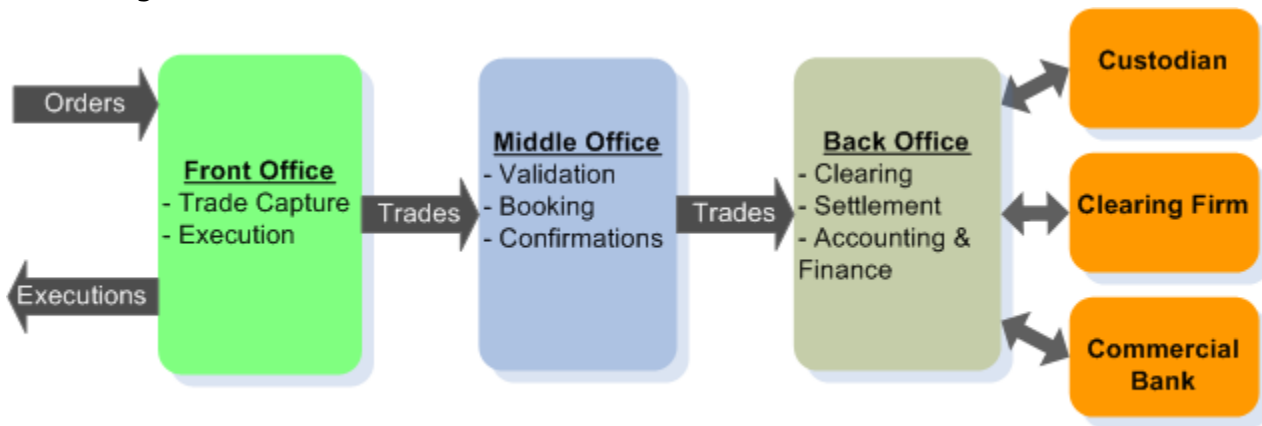 Orders
Executions
Front Office
- Trade Capture
- Execution
Trades
Middle Office
- Validation
- Booking
- Confirmations
Trades
Back Office
- Clearing
- Settlement
- Accounting &
Finance
Custodian
Clearing Firm
Commercial
Bank